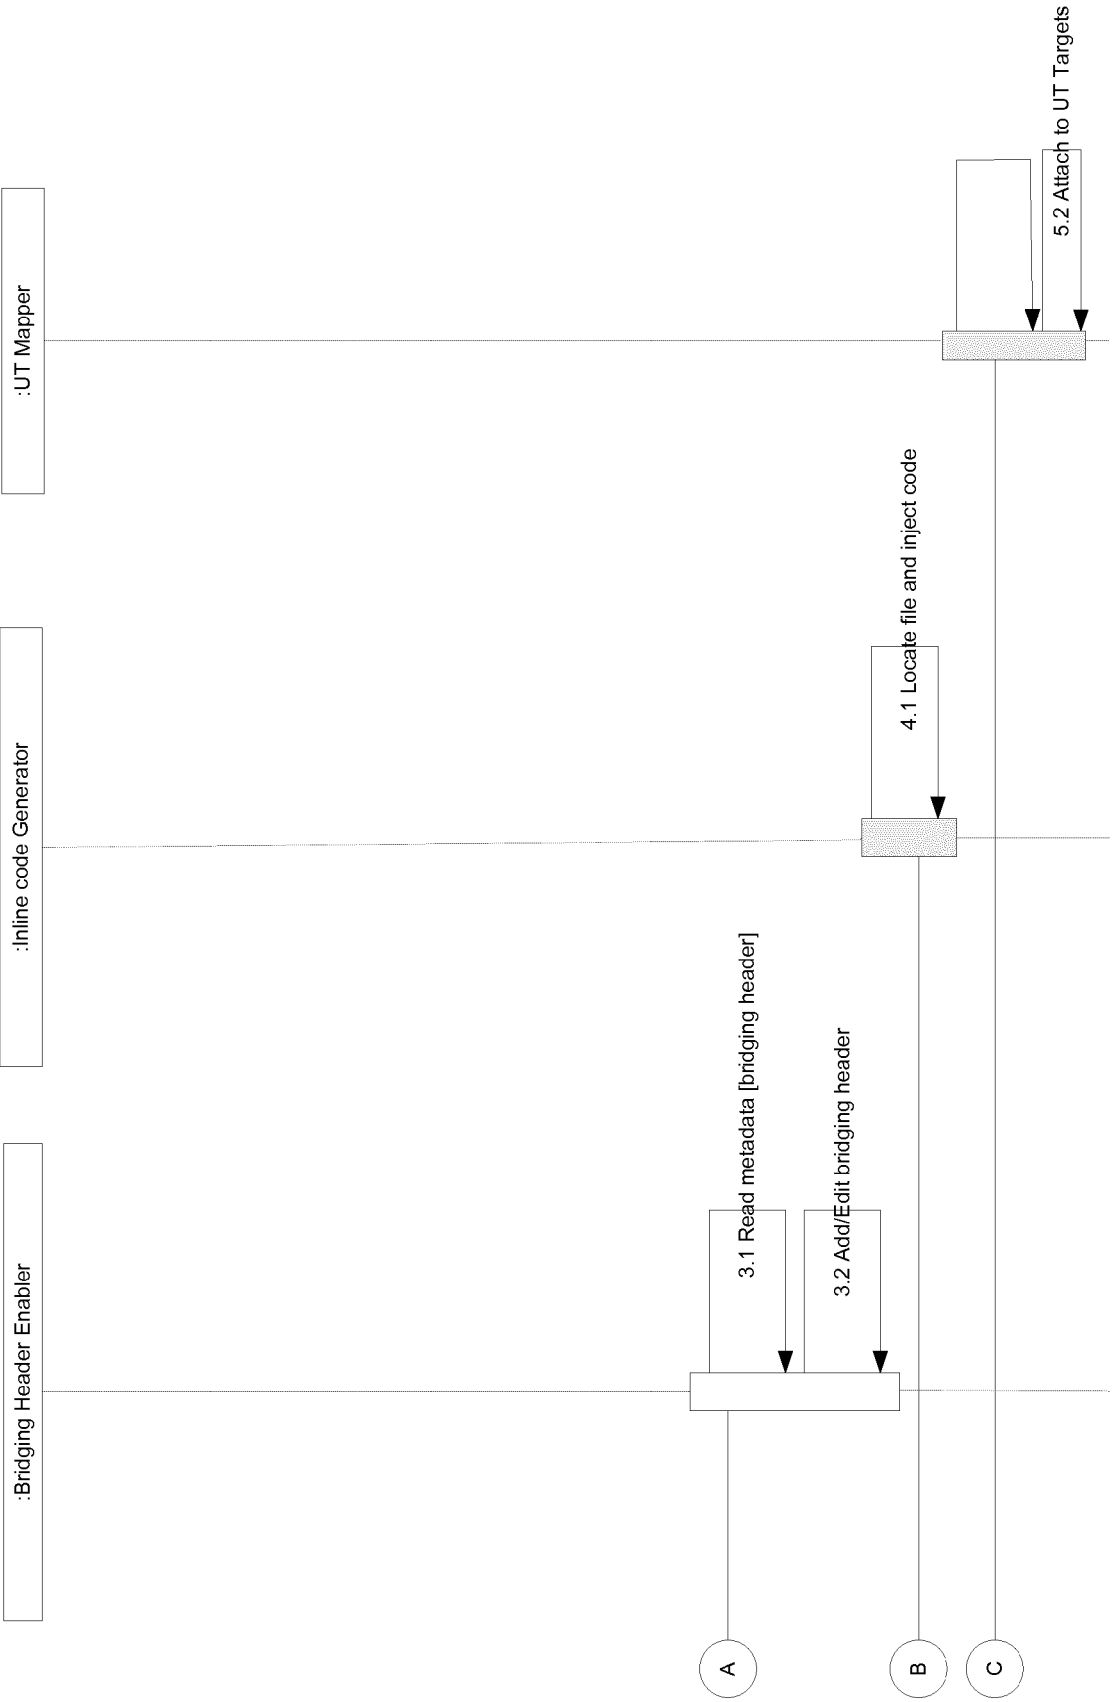 :Bridging Header Enabler
:Inline code Generator
:UT Mapper
A
3.1 Read metadata [bridging header]
3.2 Add/Edit bridging header
B
4.1 Locate file and inject code
C
5.2 Attach to UT Targets